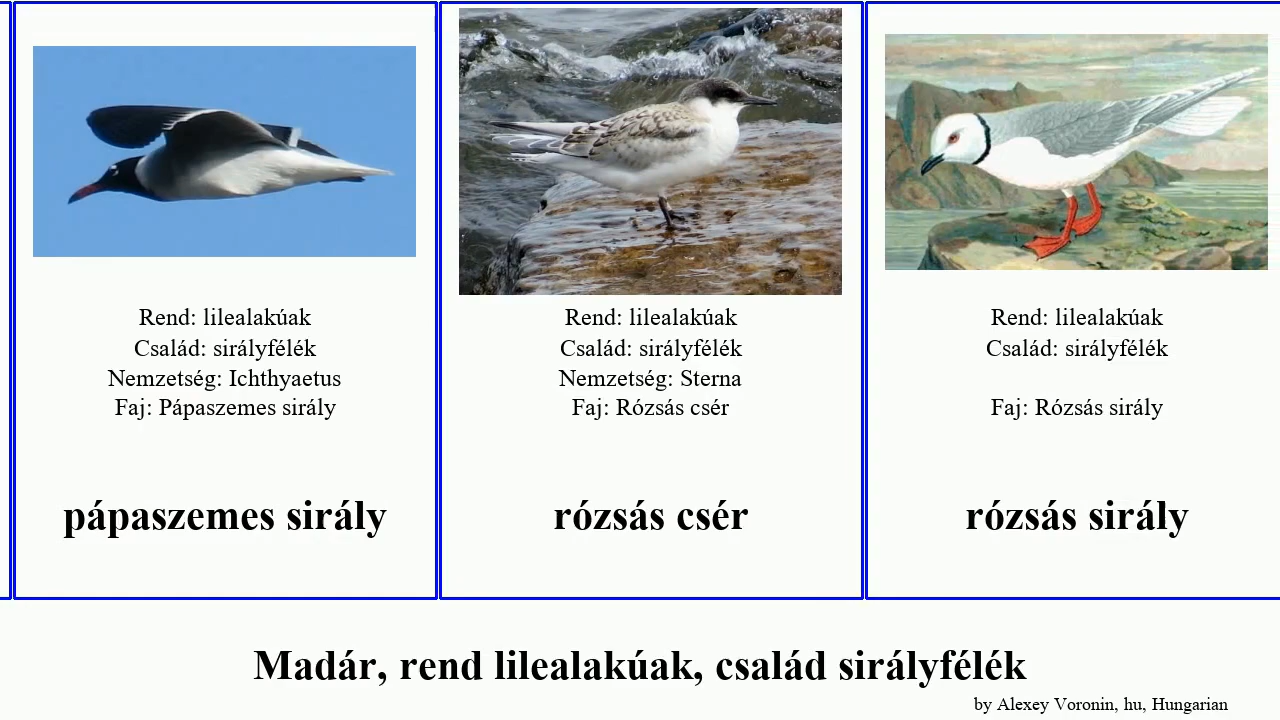 Rend: lilealakúak
Család: sirályfélék
Nemzetség: Ichthyaetus
Faj: Pápaszemes sirály
pápaszemes sirály
Rend: lilealakúak
Család: sirályfélék
Nemzetség: Sterna
Faj: Rózsás csér
rózsás csér
Rend: lilealakúak
Család: sirályfélék
Faj: Rózsás sirály
rózsás sirály
Madár, rend lilealakúak, család sirályfélék
by Alexey Voronin, hu, Hungarian